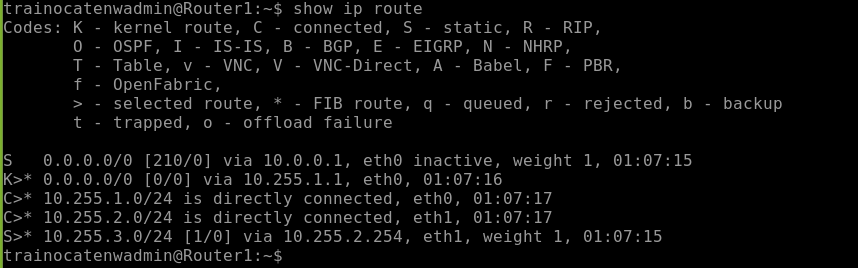 trainocatenwadmin@Router1:~$ show ip route
Codes: K - kernel route, C - connected, S - static, R - RIP,
       O - OSPF, I - IS-IS, B - BGP, E - EIGRP, N - NHRP,
       T - Table, v - VNC, V - VNC-Direct, A - Babel, F - PBR,
       f - OpenFabric,
       > - selected route, * - FIB route, q - queued, r - rejected, b - backup
       t - trapped, o - offload failure

S   0.0.0.0/0 [210/0] via 10.0.0.1, eth0 inactive, weight 1, 01:07:15
K>* 0.0.0.0/0 [0/0] via 10.255.1.1, eth0, 01:07:16
C>* 10.255.1.0/24 is directly connected, eth0, 01:07:17
C>* 10.255.2.0/24 is directly connected, eth1, 01:07:17
S>* 10.255.3.0/24 [1/0] via 10.255.2.254, eth1, weight 1, 01:07:15
trainocatenwadmin@Router1:~$